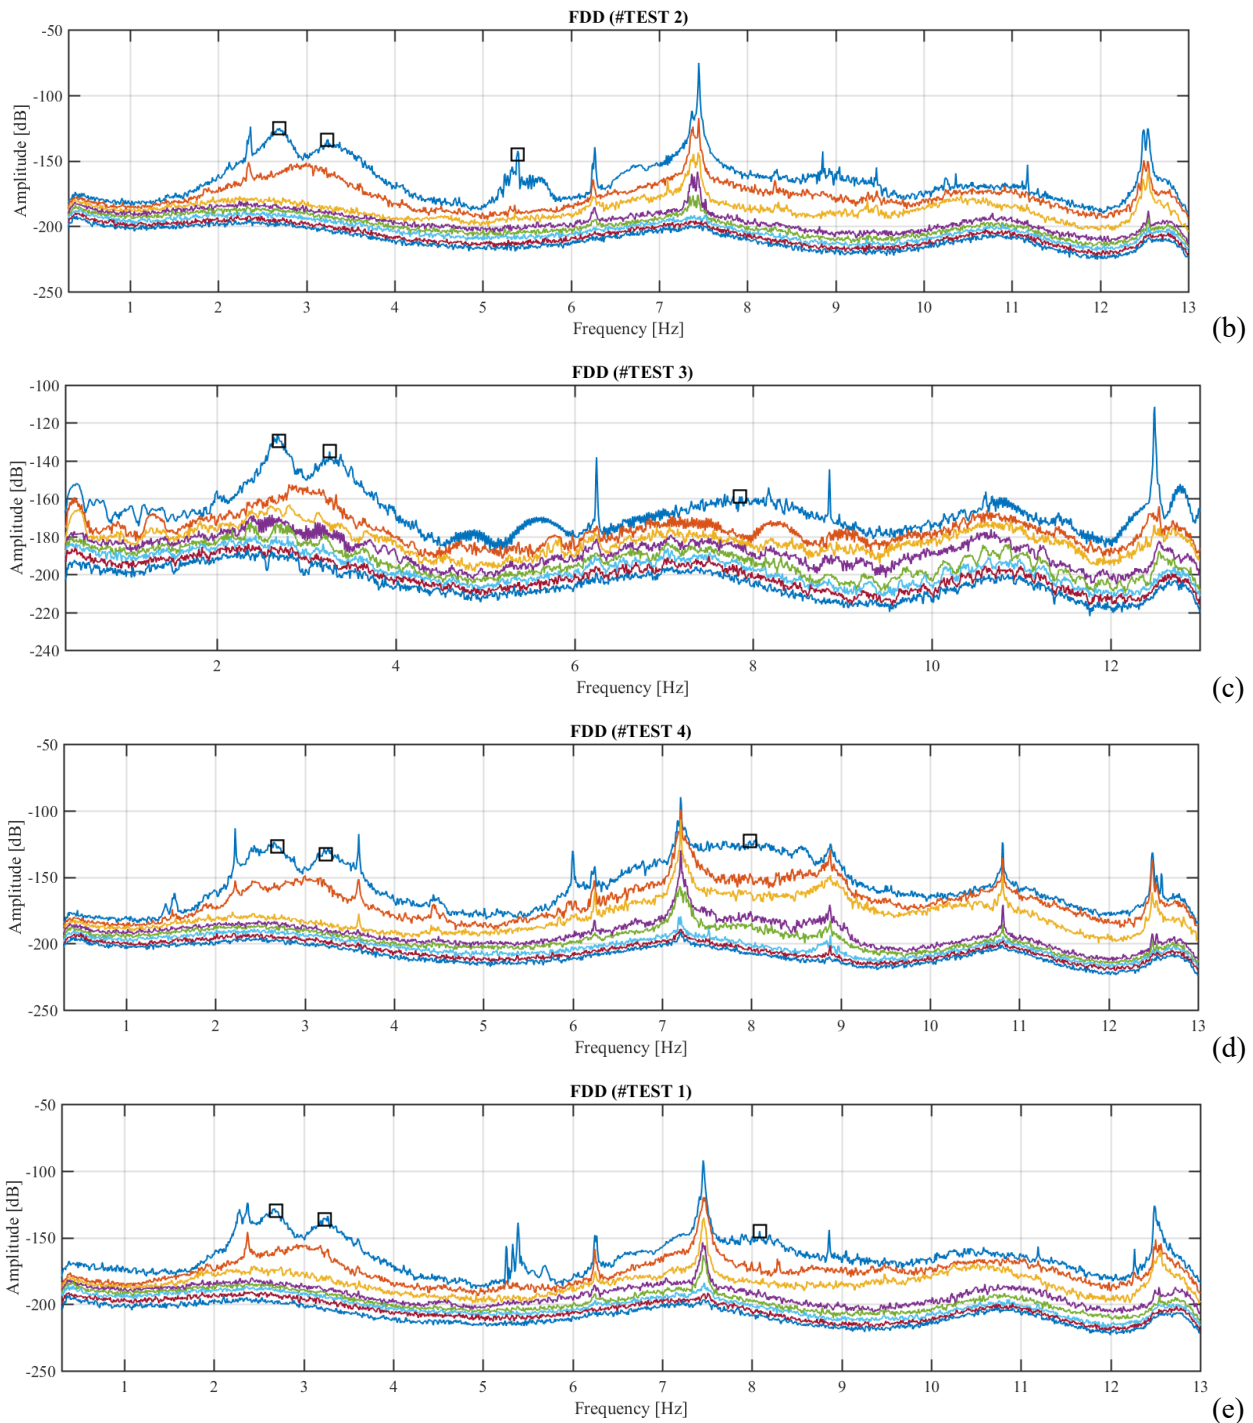 FDD (#TEST 2)
-50
-100
-150
-200
-250
Amplitude [dB]
1 2 3 4 5 6 7 8 9 10 11 12 13
Frequency [Hz]
(b)
FDD (#TEST 3)
-100
-120
-140
-160
-180
-200
-220
-240
Amplitude [dB]
2 4 6 8 10 12
Frequency [Hz]
(c)
FDD (#TEST 4)
-50
-100
-150
-200
-250
Amplitude [dB]
1 2 3 4 5 6 7 8 9 10 11 12 13
Frequency [Hz]
(d)
FDD (#TEST 1)
-50
-100
-150
-200
-250
Amplitude [dB]
1 2 3 4 5 6 7 8 9 10 11 12 13
Frequency [Hz]
(e)